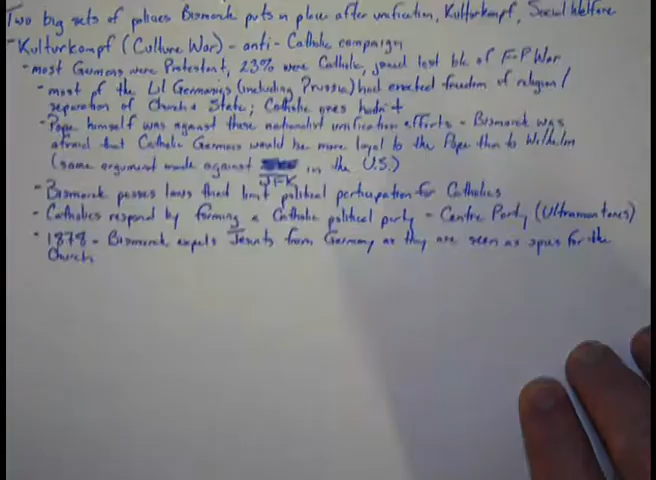 Two big sets of policies Bismarck puts in place after unification, Kulturkampf, Social Welfare
- Kulturkampf (Culture War) - anti-Catholic campaign
- most Germans were Protestant, 23% were Catholic, joined last b/c of F-P War
- most of the Lil Germanies (including Prussia) had enacted freedom of religion/
separation of Church & State; Catholic ones hadn't
- Pope himself was against these nationalist unification efforts - Bismarck was
afraid that Catholic Germans would be more loyal to the Pope than to Wilhelm
(same argument made against in the U.S.)
JFK
- Bismarck passes laws that limit political participation for Catholics
- Catholics respond by forming a Catholic political party - Centre Party (Ultramontanes)
- 1878 - Bismarck expels Jesuits from Germany as they are seen as spies for the
Church